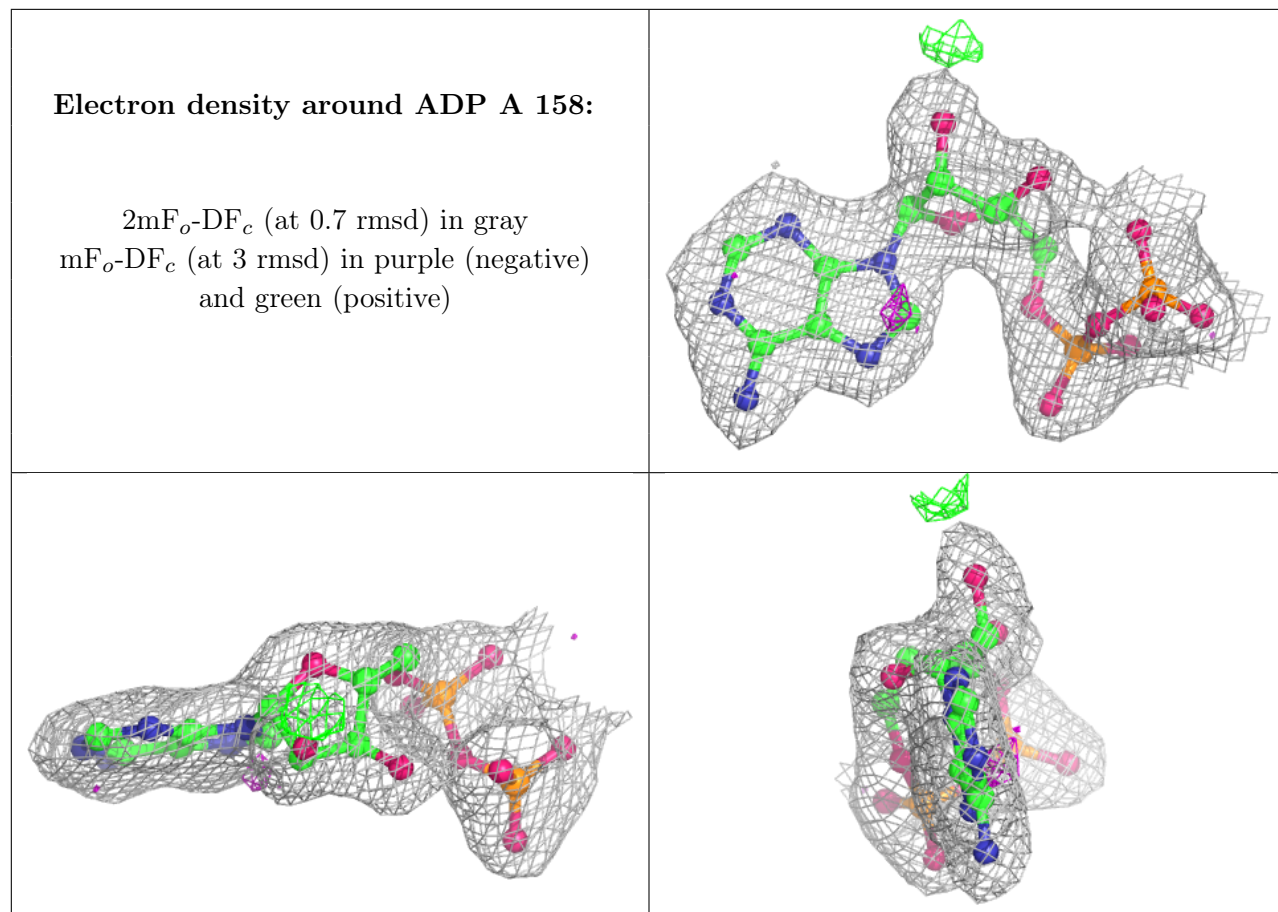 Electron density around ADP A 158:
2mFo-DFc (at 0.7 rmsd) in gray
mFo-DFc (at 3 rmsd) in purple (negative)
and green (positive)